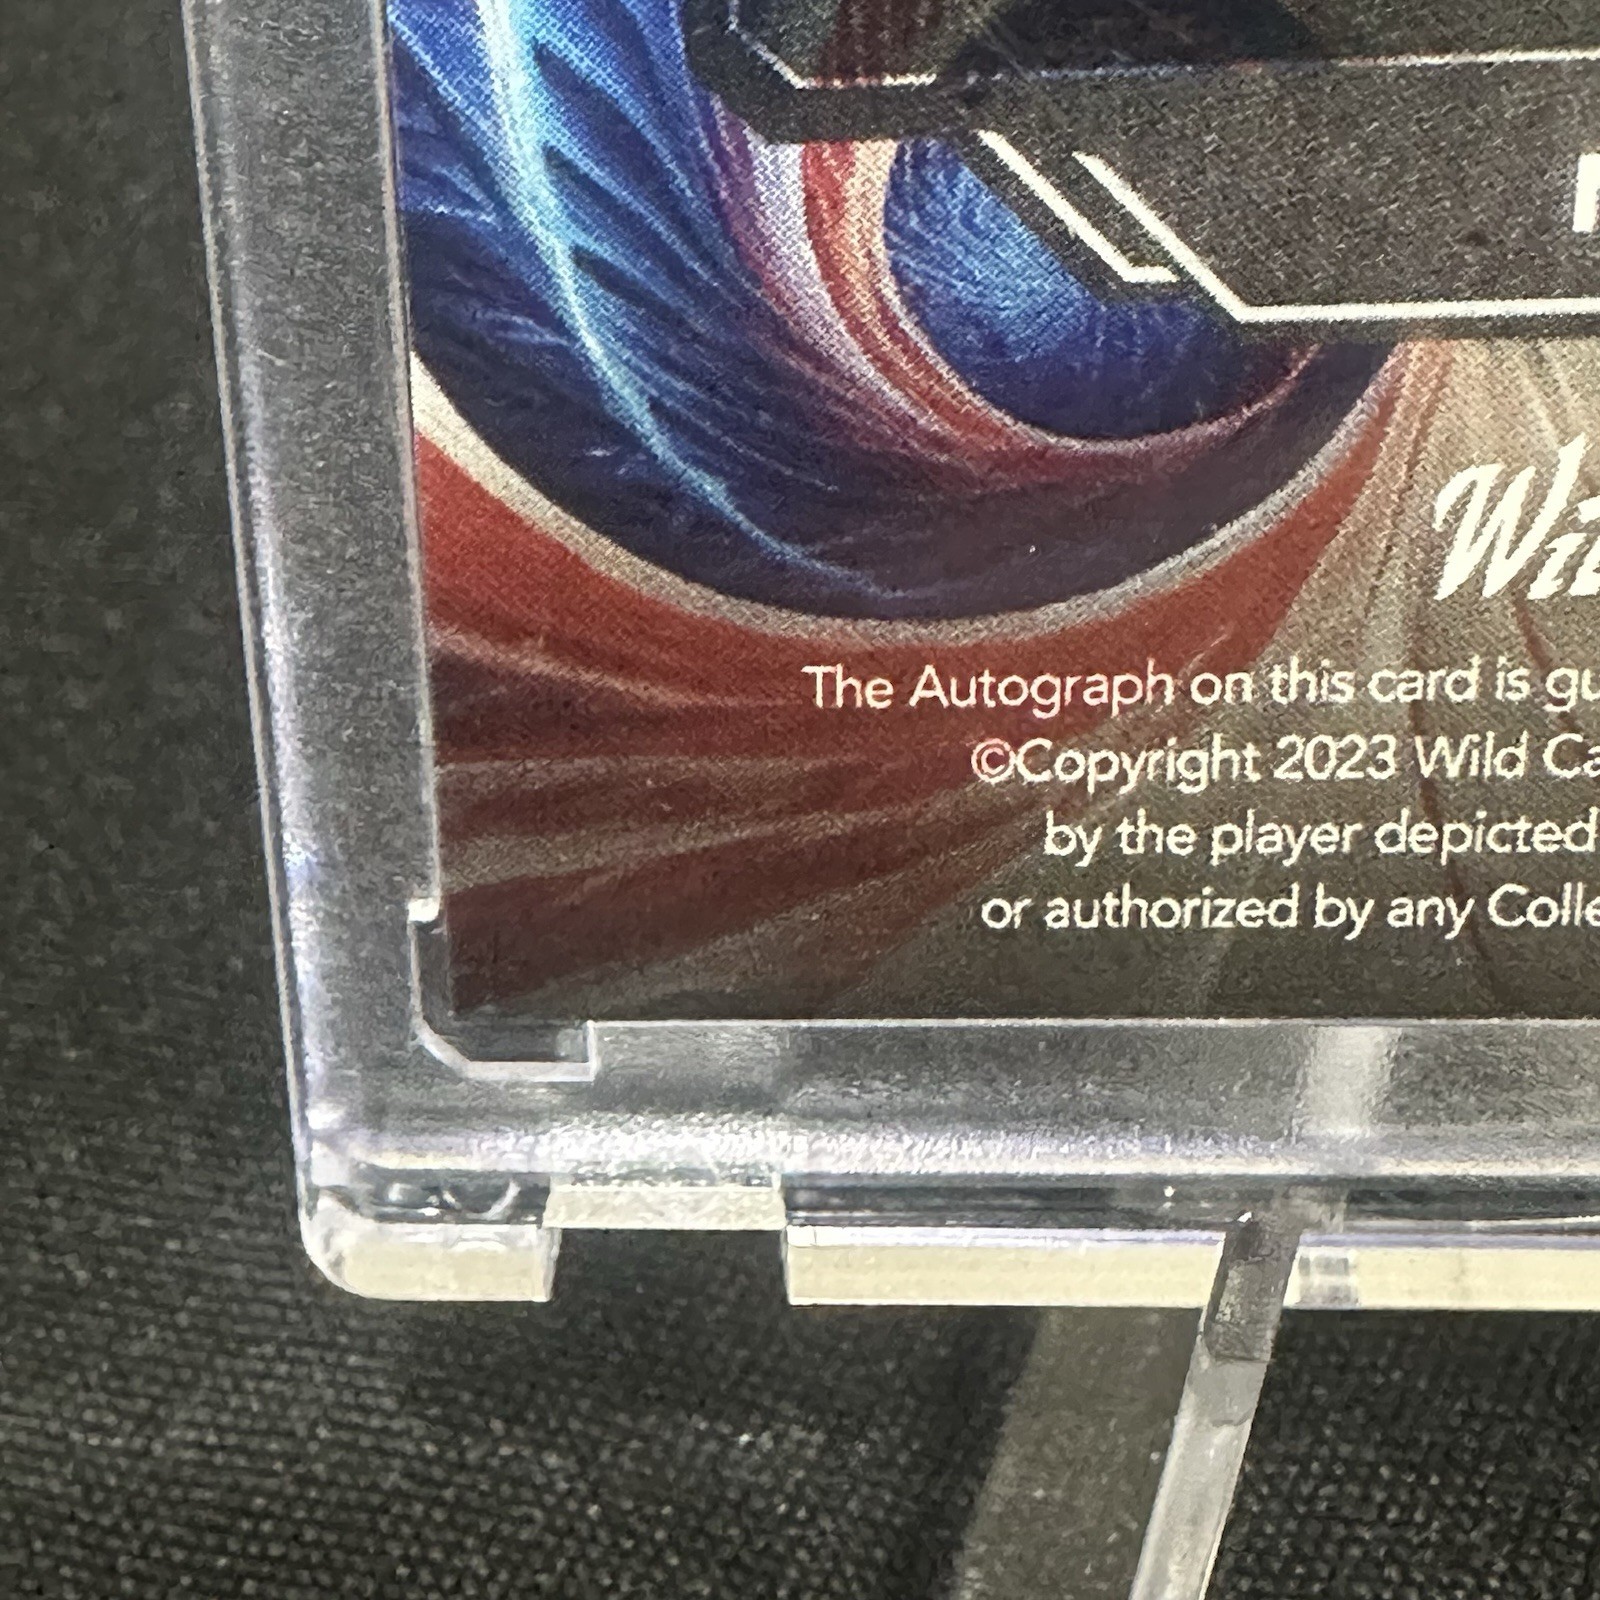 The Autograph on this card is gu
©Copyright 2023 Wild Ca
by the player depicted
or authorized by any Colle